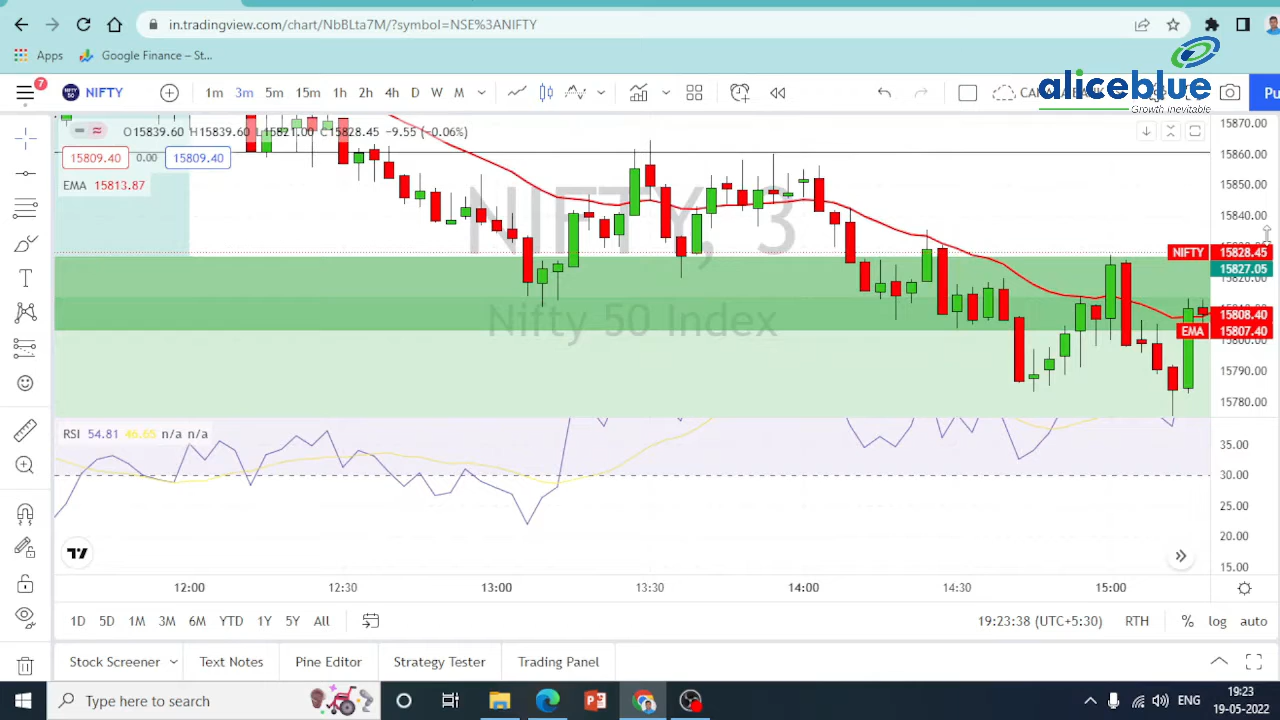 in.tradingview.com/chart/NbBLta7M/?symbol=NSE%3ANIFTY
Apps Google Finance – St...
aliceblue
Growth inevitable
7 NIFTY 1m 3m 5m 15m 1h 2h 4h D W M
NIFTY, 3
Nifty 50 Index
O15839.60 H15839.60 L15821.00 C15828.45 −9.55 (−0.06%)
15809.40 0.00 15809.40
EMA 15813.87
15870.00
15860.00
15850.00
15840.00
NIFTY 15828.45
15827.05
15808.40
EMA 15807.40
15800.00
15790.00
15780.00
RSI 54.81 46.65 n/a n/a
35.00
30.00
25.00
20.00
15.00
12:00 12:30 13:00 13:30 14:00 14:30 15:00
1D 5D 1M 3M 6M YTD 1Y 5Y All 19:23:38 (UTC+5:30) RTH % log auto
Stock Screener Text Notes Pine Editor Strategy Tester Trading Panel
Type here to search
ENG
19:23
19-05-2022